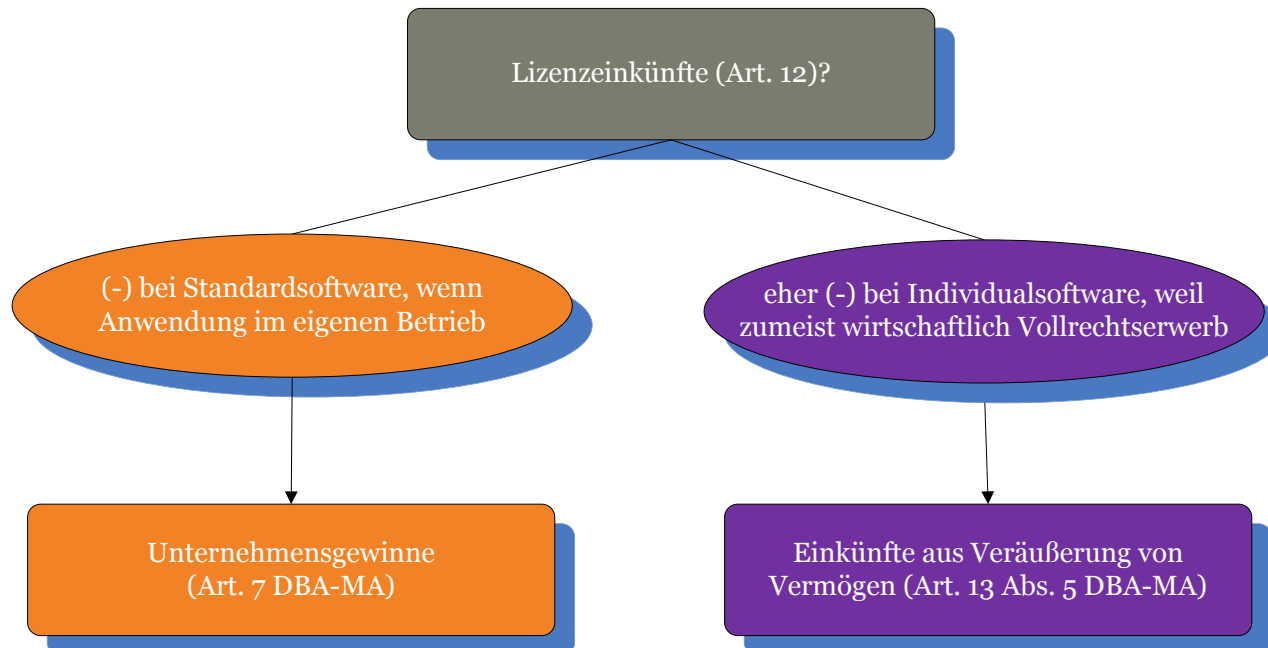 Lizenzeinkünfte (Art. 12)?
(-) bei Standardsoftware, wenn
Anwendung im eigenen Betrieb
eher (-) bei Individualsoftware, weil
zumeist wirtschaftlich Vollrechtserwerb
Unternehmensgewinne
(Art. 7 DBA-MA)
Einkünfte aus Veräußerung von
Vermögen (Art. 13 Abs. 5 DBA-MA)